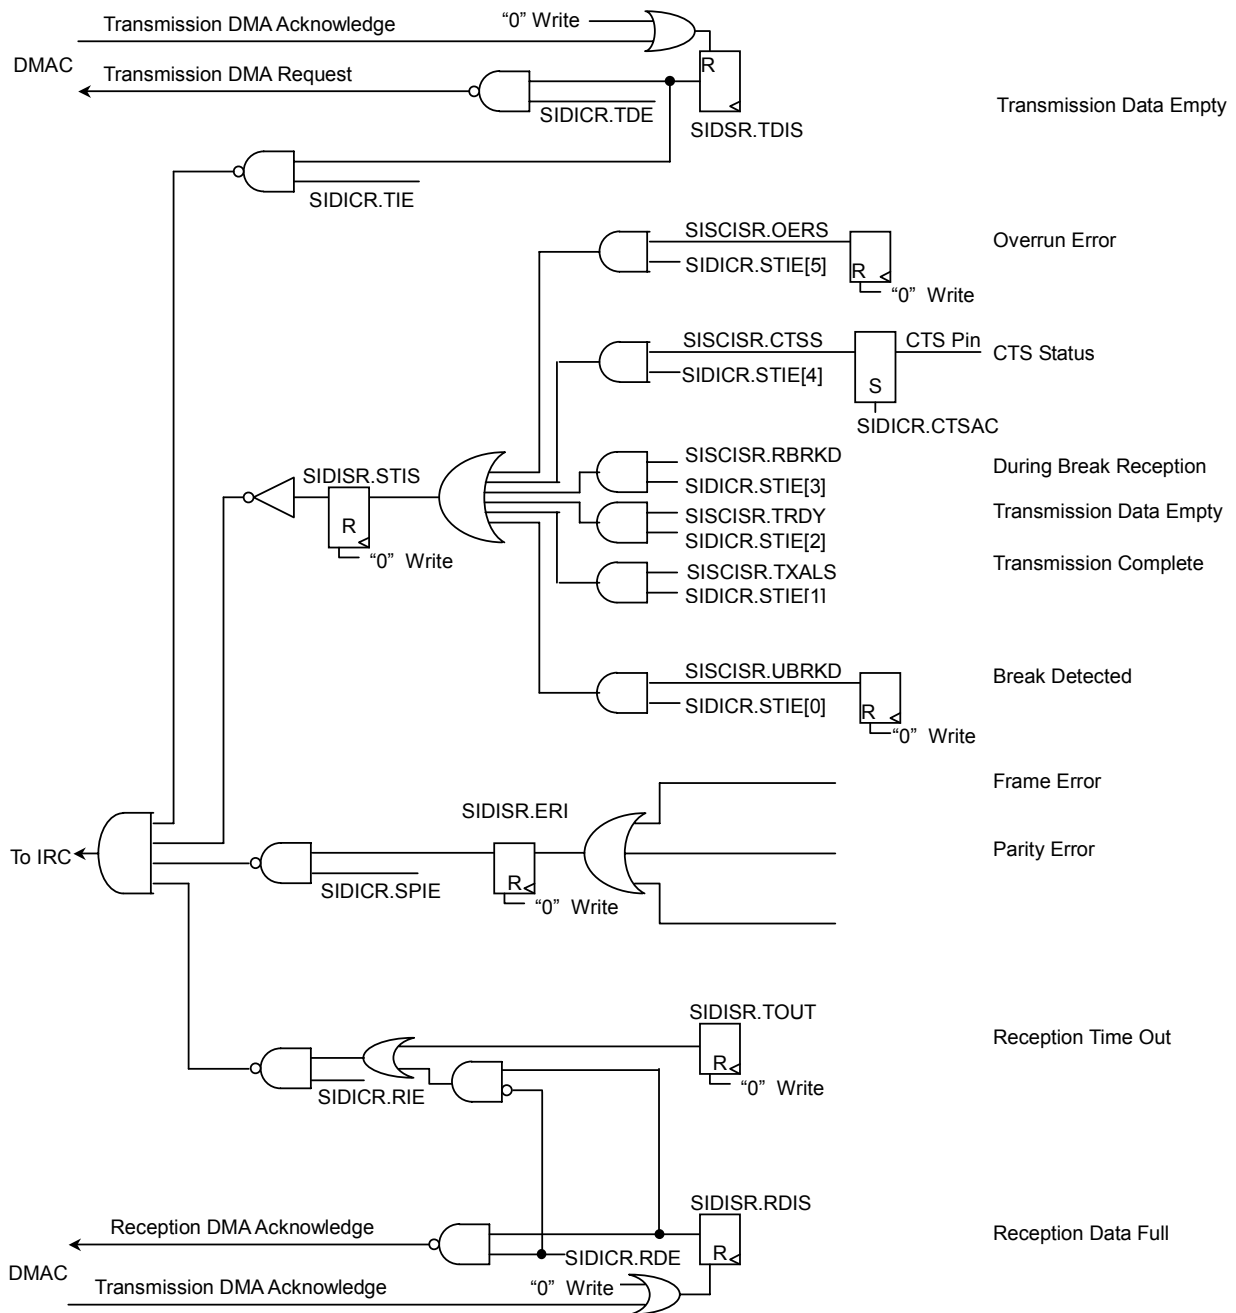 Transmission DMA Acknowledge
“0” Write
R
DMAC
Transmission DMA Request
SIDICR.TDE
SIDSR.TDIS
Transmission Data Empty
SIDICR.TIE
SISCISR.OERS
Overrun Error
SIDICR.STIE[5]
R
“0” Write
SISCISR.CTSS
CTS Pin
CTS Status
SIDICR.STIE[4]
S
SIDICR.CTSAC
SISCISR.RBRKD
During Break Reception
SIDISR.STIS
SIDICR.STIE[3]
SISCISR.TRDY
Transmission Data Empty
R
SIDICR.STIE[2]
“0” Write
Transmission Complete
SISCISR.TXALS
SIDICR.STIE[1]
SISCISR.UBRKD
Break Detected
SIDICR.STIE[0]
R
“0” Write
Frame Error
SIDISR.ERI
To IRC
Parity Error
SIDICR.SPIE
R
“0” Write
SIDISR.TOUT
Reception Time Out
R
“0” Write
SIDICR.RIE
SIDISR.RDIS
Reception DMA Acknowledge
Reception Data Full
R
SIDICR.RDE
DMAC
Transmission DMA Acknowledge
“0” Write